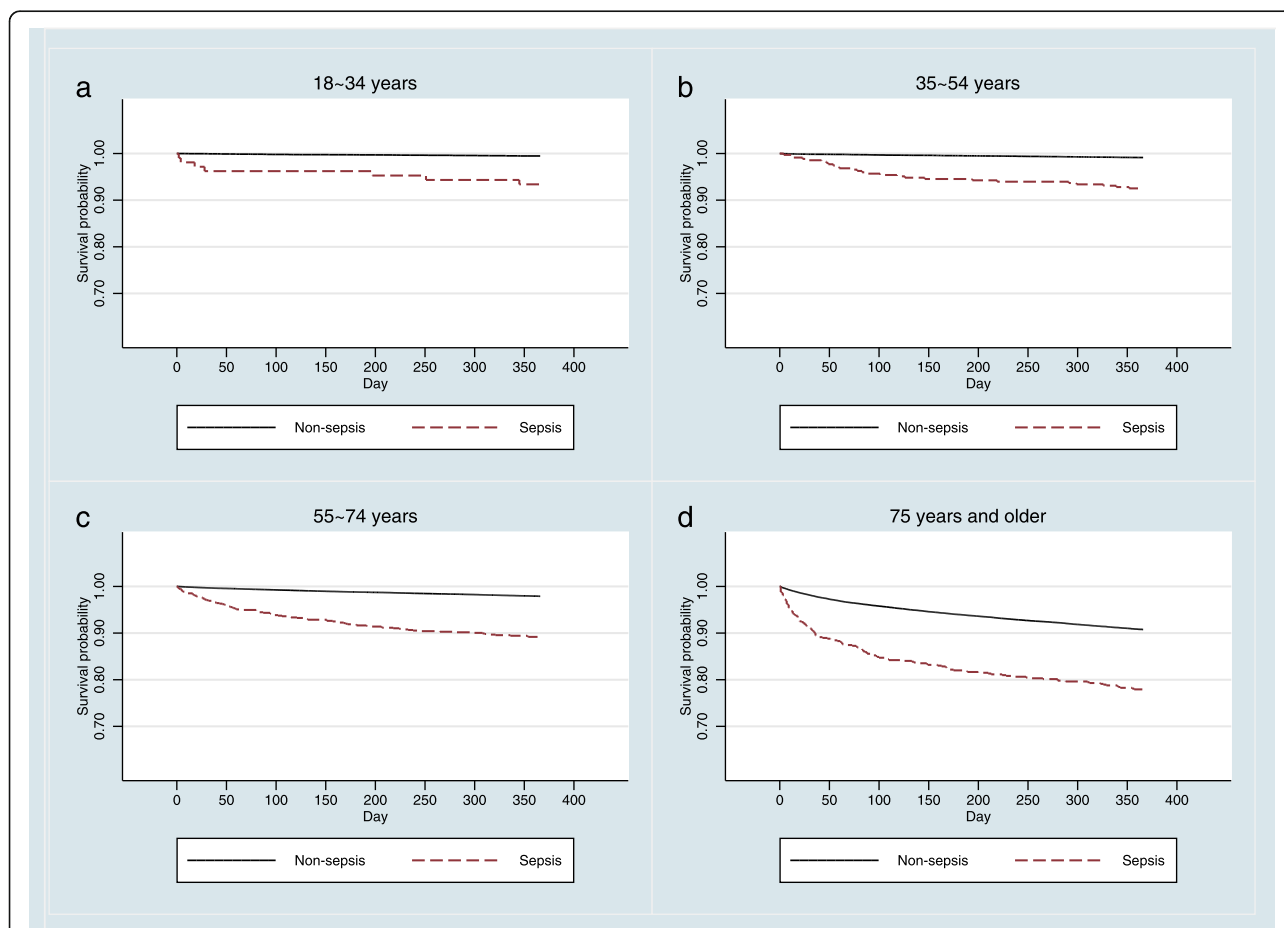 a
18~34 years
Survival probability
1.00
0.90
0.80
0.70
0 50 100 150 200 250 300 350 400
Day
Non-sepsis Sepsis
b
35~54 years
Survival probability
1.00
0.90
0.80
0.70
0 50 100 150 200 250 300 350 400
Day
Non-sepsis Sepsis
c
55~74 years
Survival probability
1.00
0.90
0.80
0.70
0 50 100 150 200 250 300 350 400
Day
Non-sepsis Sepsis
d
75 years and older
Survival probability
1.00
0.90
0.80
0.70
0 50 100 150 200 250 300 350 400
Day
Non-sepsis Sepsis